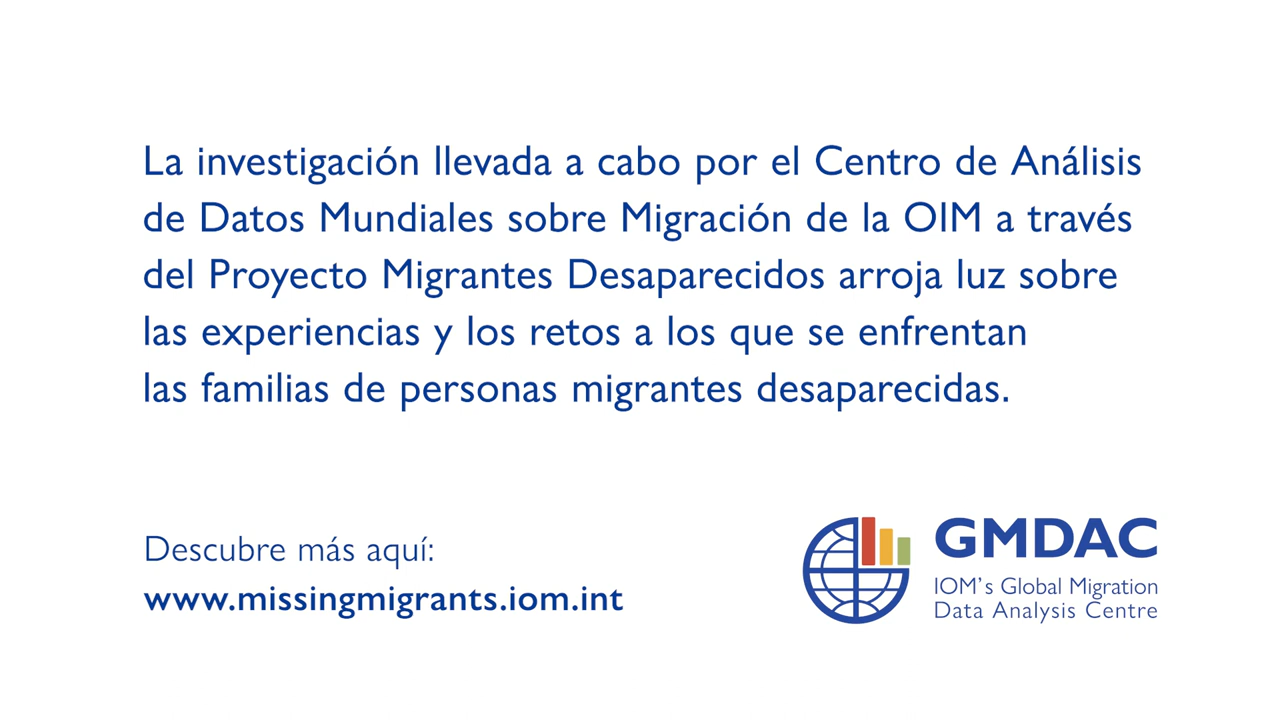 La investigación llevada a cabo por el Centro de Análisis
de Datos Mundiales sobre Migración de la OIM a través
del Proyecto Migrantes Desaparecidos arroja luz sobre
las experiencias y los retos a los que se enfrentan
las familias de personas migrantes desaparecidas.
Descubre más aquí:
www.missingmigrants.iom.int
GMDAC
IOM's Global Migration
Data Analysis Centre